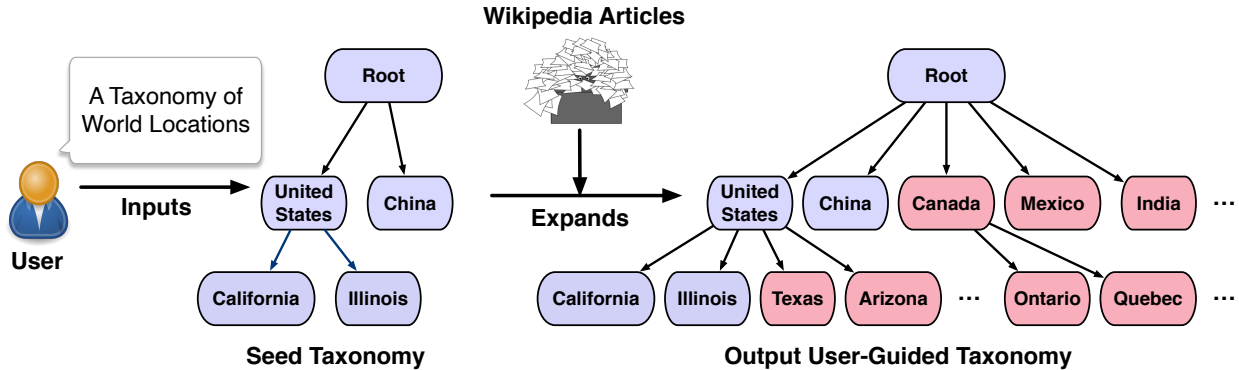 Wikipedia Articles
A Taxonomy of
World Locations
User
Inputs
Root
United
States
China
California
Illinois
Seed Taxonomy
Expands
Root
United
States
China
Canada
Mexico
India
...
California
Illinois
Texas
Arizona
...
Ontario
Quebec
...
Output User-Guided Taxonomy